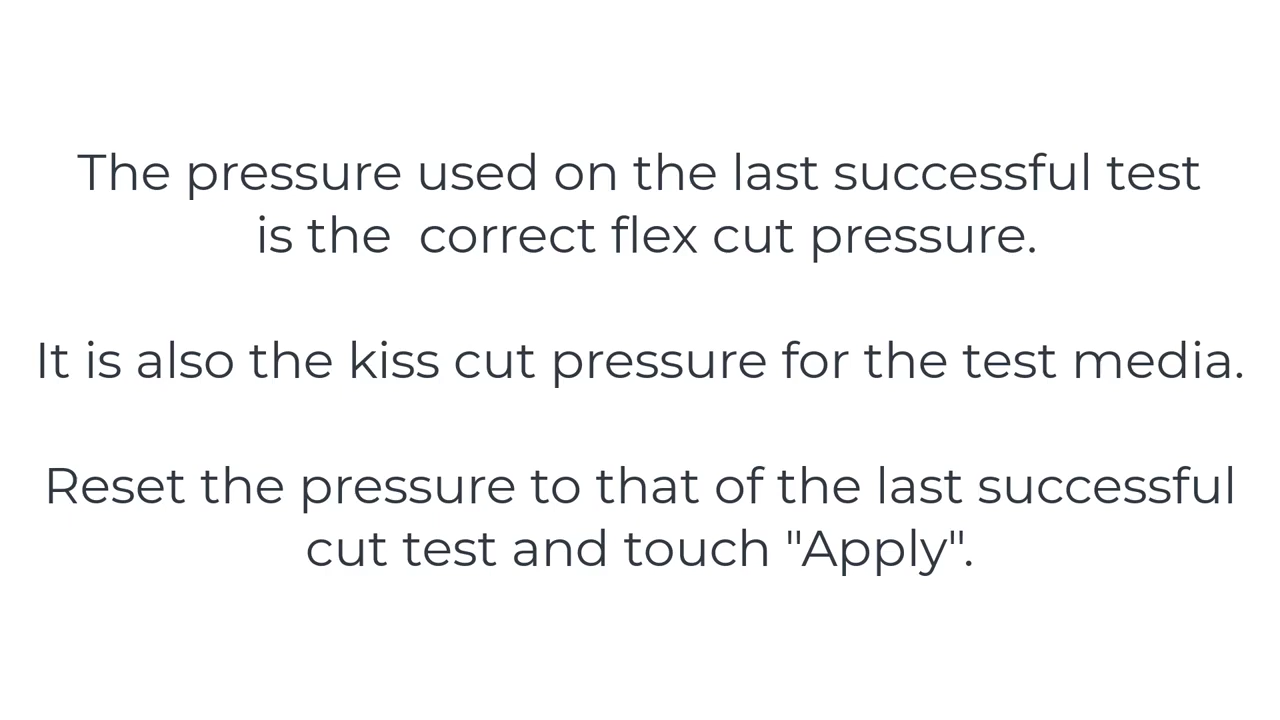 The pressure used on the last successful test
is the  correct flex cut pressure.
It is also the kiss cut pressure for the test media.
Reset the pressure to that of the last successful
cut test and touch "Apply".